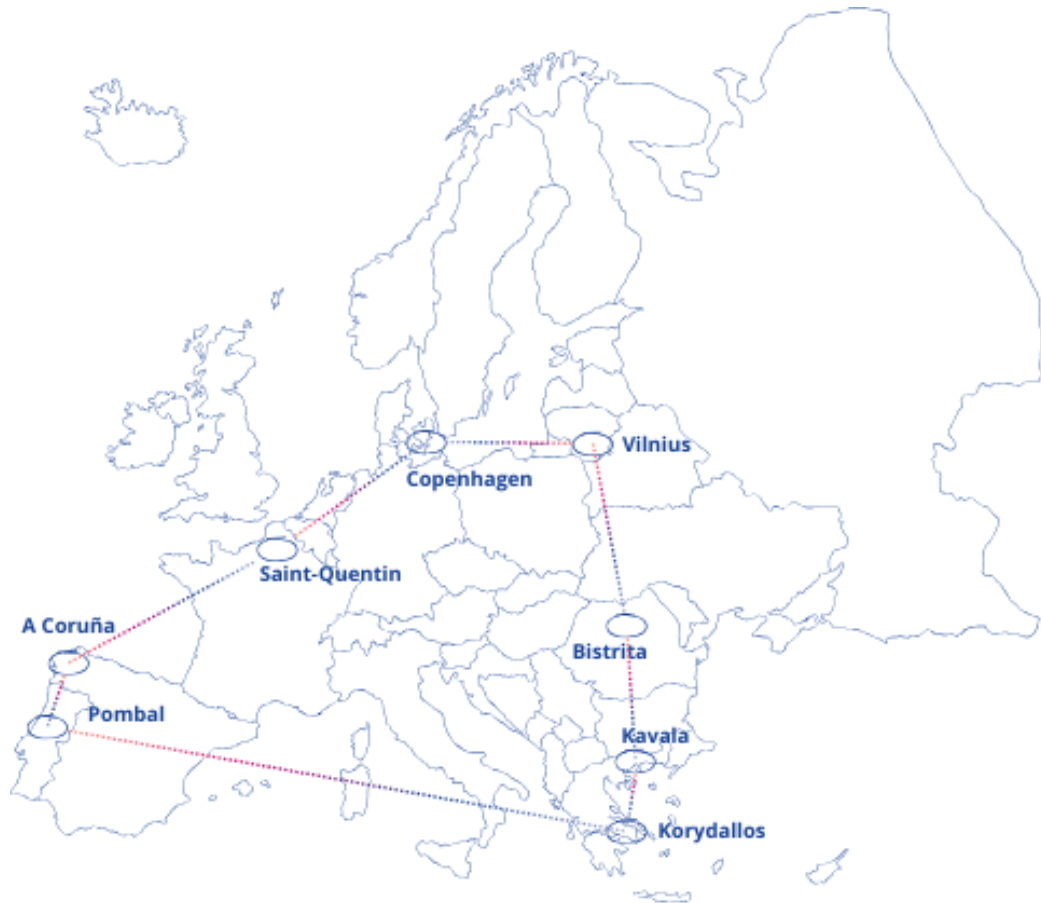 Vilnius
Copenhagen
Saint-Quentin
A Coruña
Bistrita
Pombal
Kavala
Korydallos